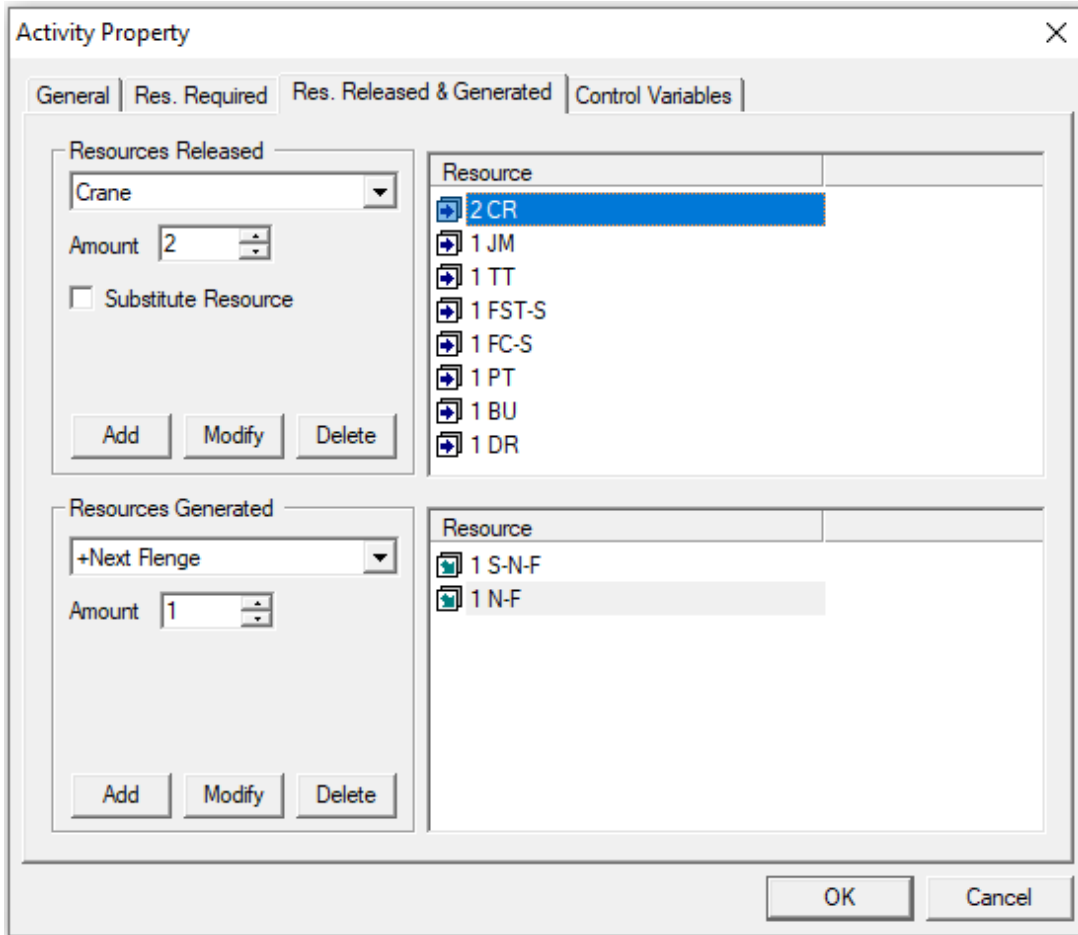 Activity Property
General Res. Required Res. Released & Generated Control Variables
Resources Released
Crane
Amount 2
Substitute Resource
Add Modify Delete
Resource
2 CR
1 JM
1 TT
1 FST-S
1 FC-S
1 PT
1 BU
1 DR
Resources Generated
+Next Flenge
Amount 1
Add Modify Delete
Resource
1 S-N-F
1 N-F
OK Cancel